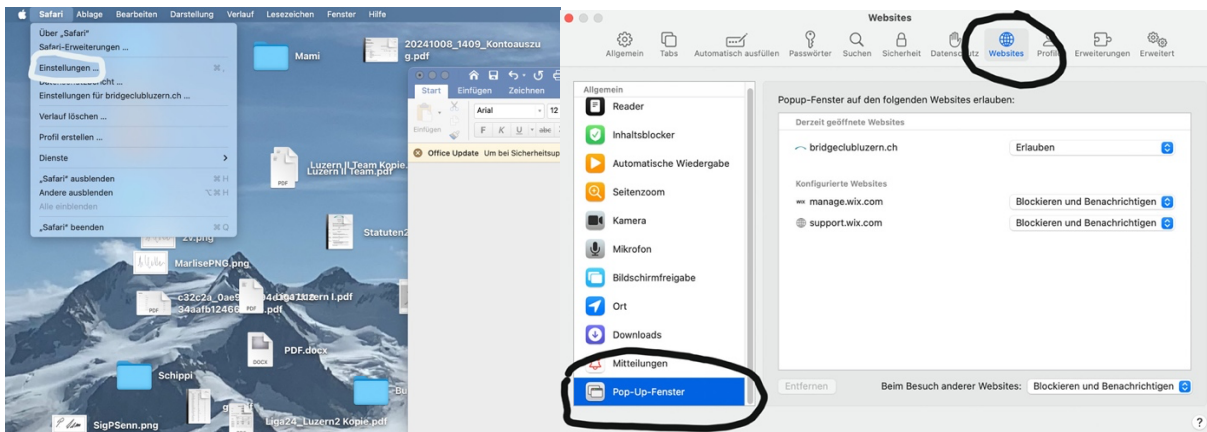 Safari Ablage Bearbeiten Darstellung Verlauf Lesezeichen Fenster Hilfe
Über „Safari“
Safari-Erweiterungen ...
Einstellungen ... ⌘ ,
Einstellungen für bridgeclubluzern.ch ...
Verlauf löschen ...
Profil erstellen ...
Dienste
„Safari“ ausblenden ⌘ H
Andere ausblenden ⌥ ⌘ H
Alle einblenden
„Safari“ beenden ⌘ Q
Mami
20241008_1409_Kontoauszu
g.pdf
Start Einfügen Zeichnen
Einfügen
Arial 12
F K U abc
Office Update Um bei Sicherheitsup
Luzern II Team Kopie
Luzern II Team.pdf
PDF
MarlisePNG.png
PDF
PDF
PDF.docx
DOCX
Schippi
SigPSenn.png
Liga24_Luzern2 Kopie.pdf
Websites
Allgemein Tabs Automatisch ausfüllen Passwörter Suchen Sicherheit Datenschutz Websites Profile Erweiterungen Erweitert
Allgemein
Reader
Inhaltsblocker
Automatische Wiedergabe
Seitenzoom
Kamera
Mikrofon
Bildschirmfreigabe
Ort
Downloads
Mitteilungen
Pop-Up-Fenster
Popup-Fenster auf den folgenden Websites erlauben:
Derzeit geöffnete Websites
bridgeclubluzern.ch Erlauben
Konfigurierte Websites
WIX manage.wix.com Blockieren und Benachrichtigen
support.wix.com Blockieren und Benachrichtigen
Entfernen Beim Besuch anderer Websites: Blockieren und Benachrichtigen
?